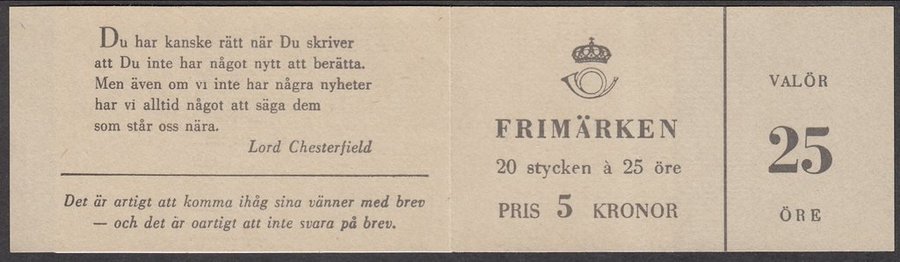 Du har kanske rätt när Du skriver
att Du inte har något nytt att berätta.
Men även om vi inte har några nyheter
har vi alltid något att säga dem
som står oss nära.
Lord Chesterfield
Det är artigt att komma ihåg sina vänner med brev
— och det är oartigt att inte svara på brev.
FRIMÄRKEN
20 stycken à 25 öre
PRIS 5 KRONOR
VALÖR
25
ÖRE